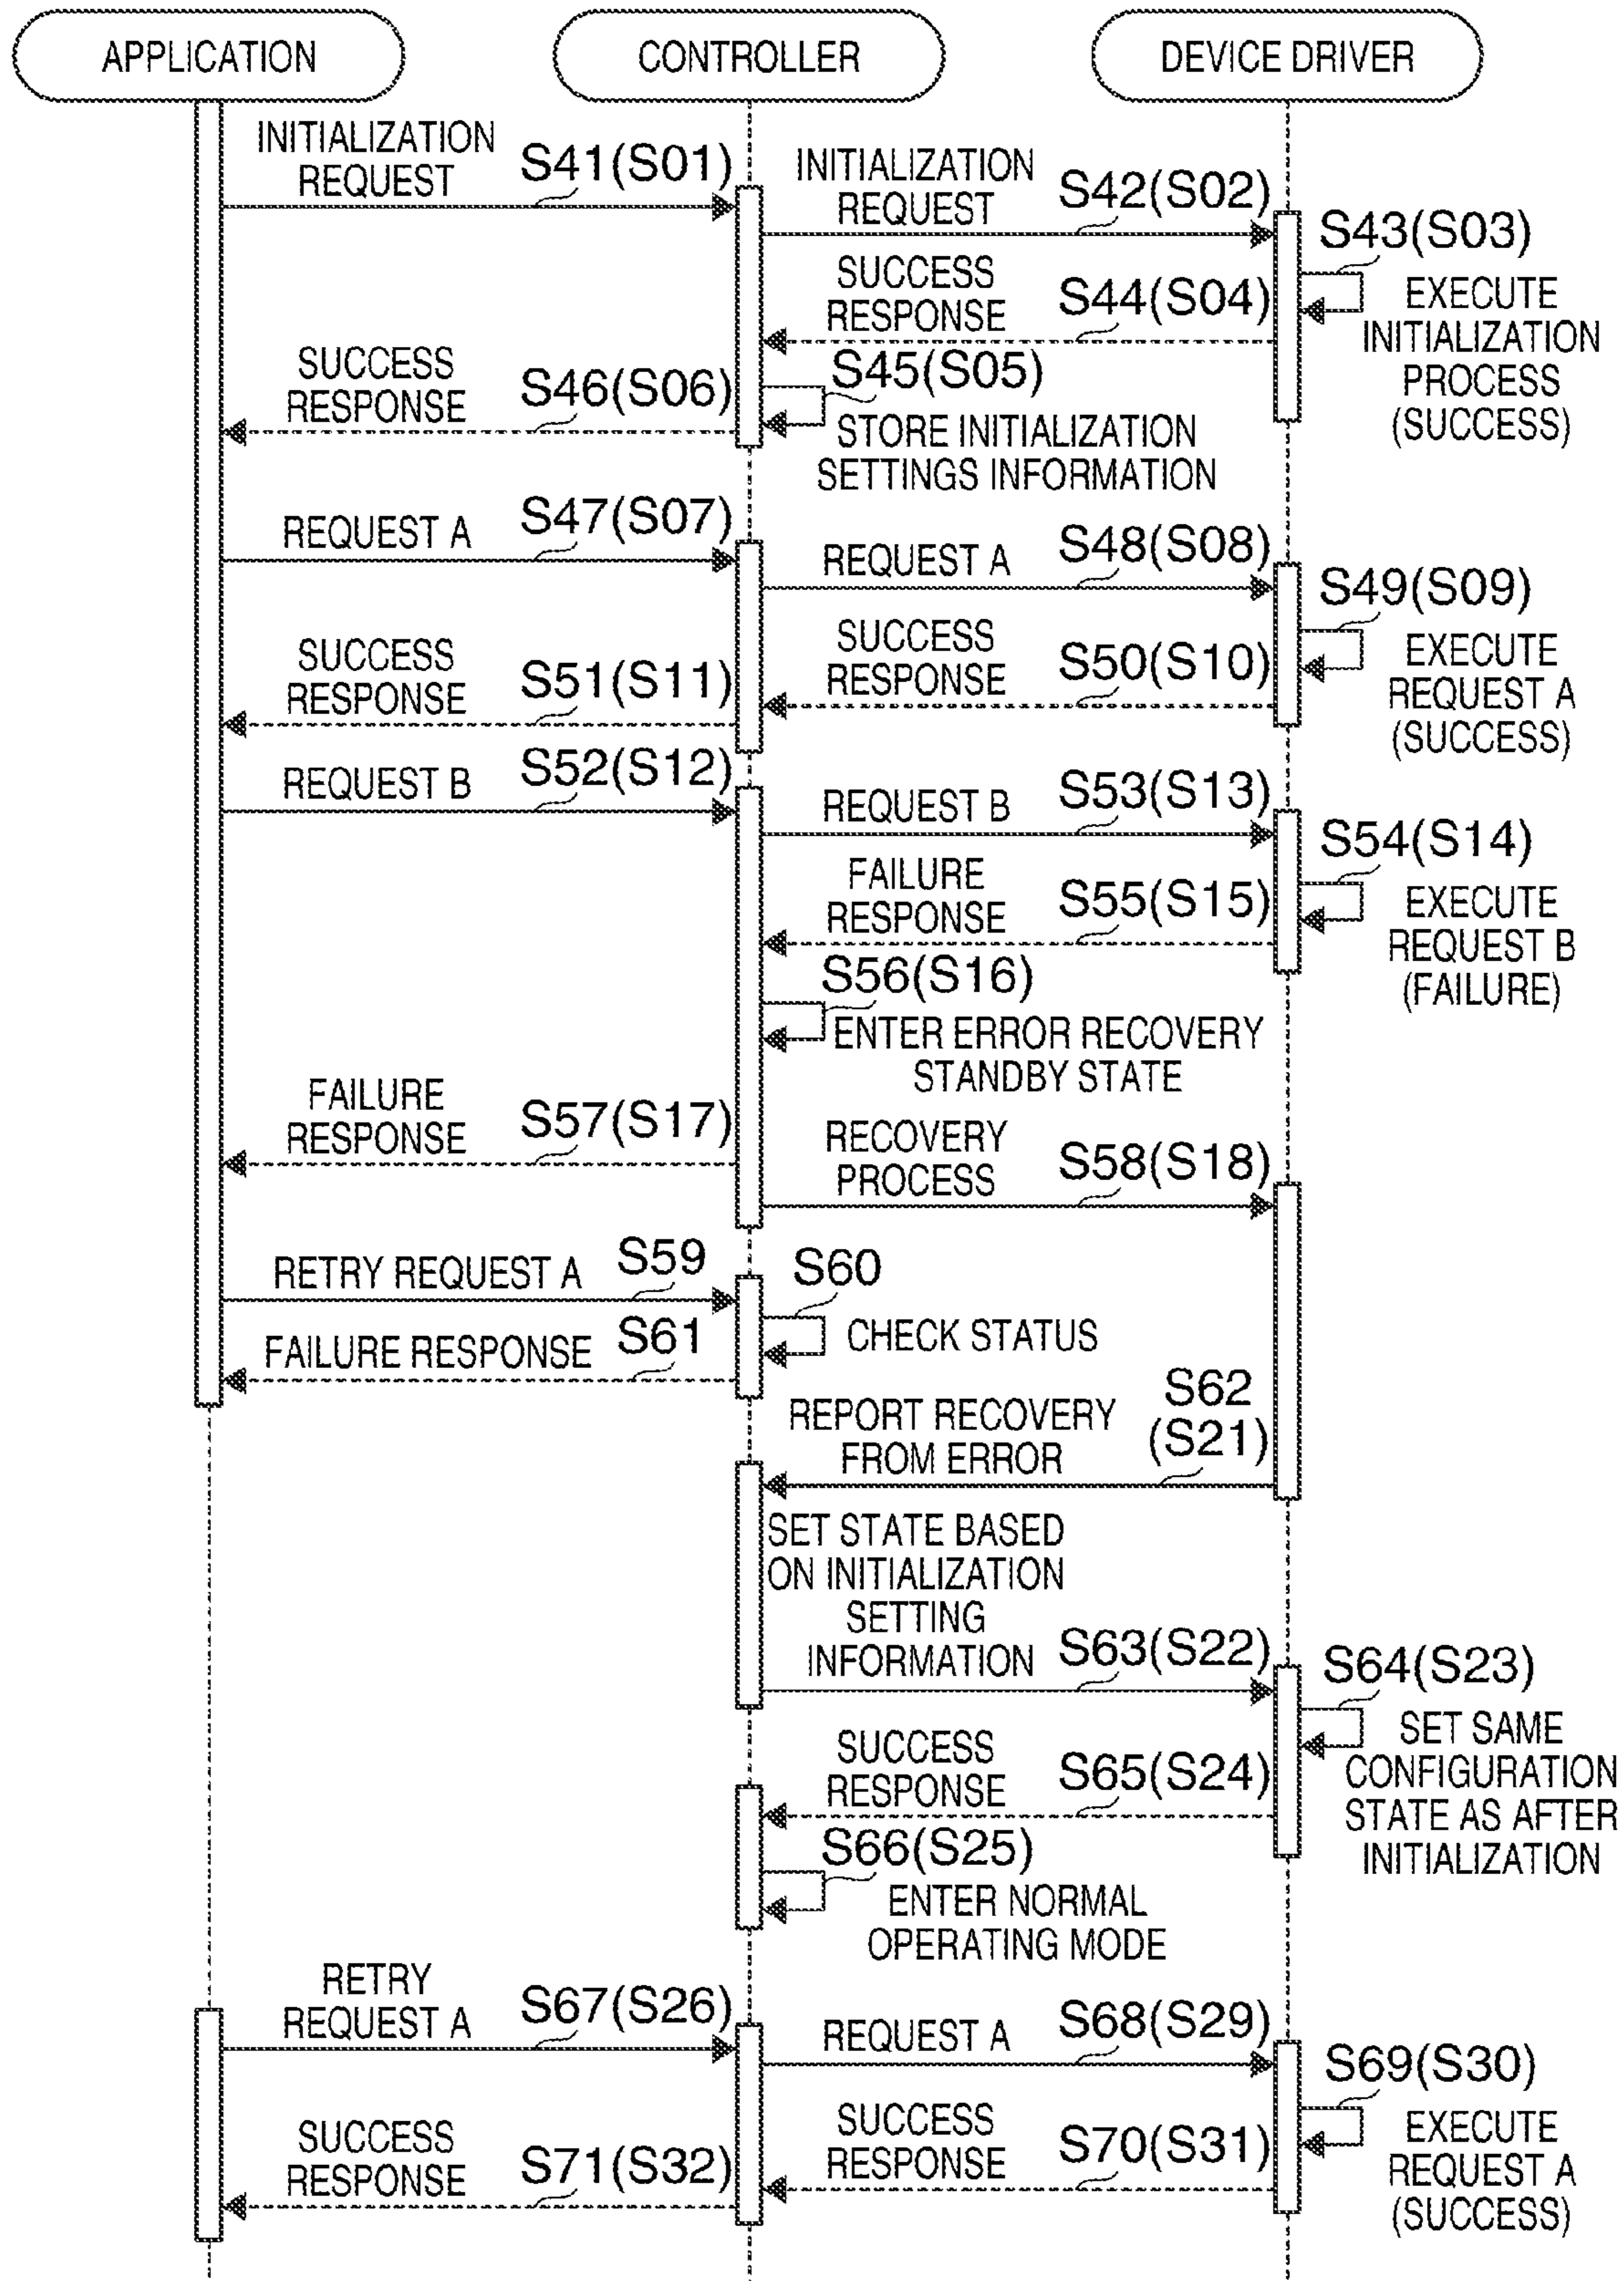 APPLICATION
CONTROLLER
DEVICE DRIVER
INITIALIZATION
REQUEST
S41(S01)
INITIALIZATION
REQUEST
S42(S02)
S43(S03)
EXECUTE
INITIALIZATION
PROCESS
(SUCCESS)
SUCCESS
RESPONSE
S44(S04)
S45(S05)
STORE INITIALIZATION
SETTINGS INFORMATION
SUCCESS
RESPONSE
S46(S06)
REQUEST A
S47(S07)
REQUEST A
S48(S08)
S49(S09)
EXECUTE
REQUEST A
(SUCCESS)
SUCCESS
RESPONSE
S50(S10)
SUCCESS
RESPONSE
S51(S11)
REQUEST B
S52(S12)
REQUEST B
S53(S13)
S54(S14)
EXECUTE
REQUEST B
(FAILURE)
FAILURE
RESPONSE
S55(S15)
S56(S16)
ENTER ERROR RECOVERY
STANDBY STATE
FAILURE
RESPONSE
S57(S17)
RECOVERY
PROCESS
S58(S18)
RETRY REQUEST A
S59
S60
CHECK STATUS
FAILURE RESPONSE
S61
REPORT RECOVERY
FROM ERROR
S62
(S21)
SET STATE BASED
ON INITIALIZATION
SETTING
INFORMATION
S63(S22)
S64(S23)
SET SAME
CONFIGURATION
STATE AS AFTER
INITIALIZATION
SUCCESS
RESPONSE
S65(S24)
S66(S25)
ENTER NORMAL
OPERATING MODE
RETRY
REQUEST A
S67(S26)
REQUEST A
S68(S29)
S69(S30)
EXECUTE
REQUEST A
(SUCCESS)
SUCCESS
RESPONSE
S70(S31)
SUCCESS
RESPONSE
S71(S32)